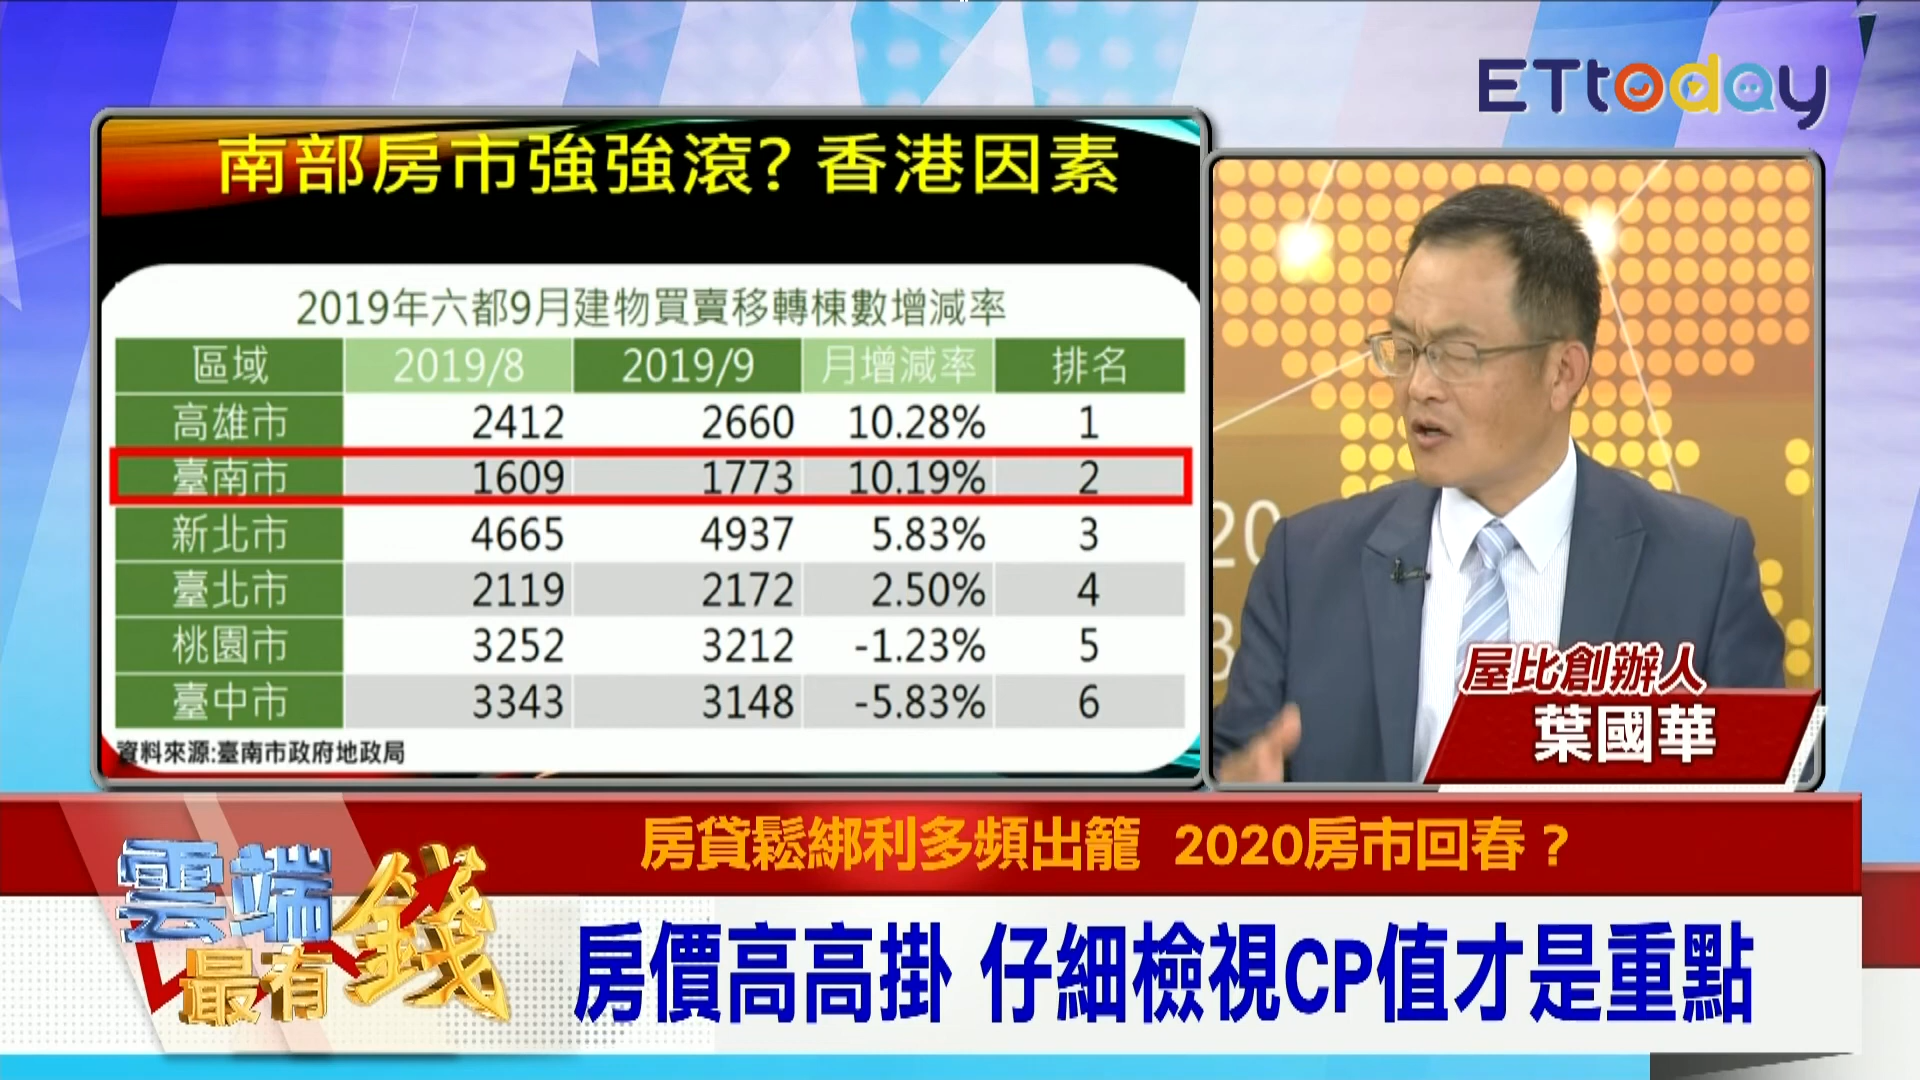 ETtoday
南部房市強強滾? 香港因素
2019年六都9月建物買賣移轉棟數增減率
區域 2019/8 2019/9 月增減率 排名
高雄市 2412 2660 10.28% 1
臺南市 1609 1773 10.19% 2
新北市 4665 4937 5.83% 3
臺北市 2119 2172 2.50% 4
桃園市 3252 3212 -1.23% 5
臺中市 3343 3148 -5.83% 6
資料來源:臺南市政府地政局
屋比創辦人
葉國華
房貸鬆綁利多頻出籠 2020房市回春？
雲端
最有錢
房價高高掛 仔細檢視CP值才是重點